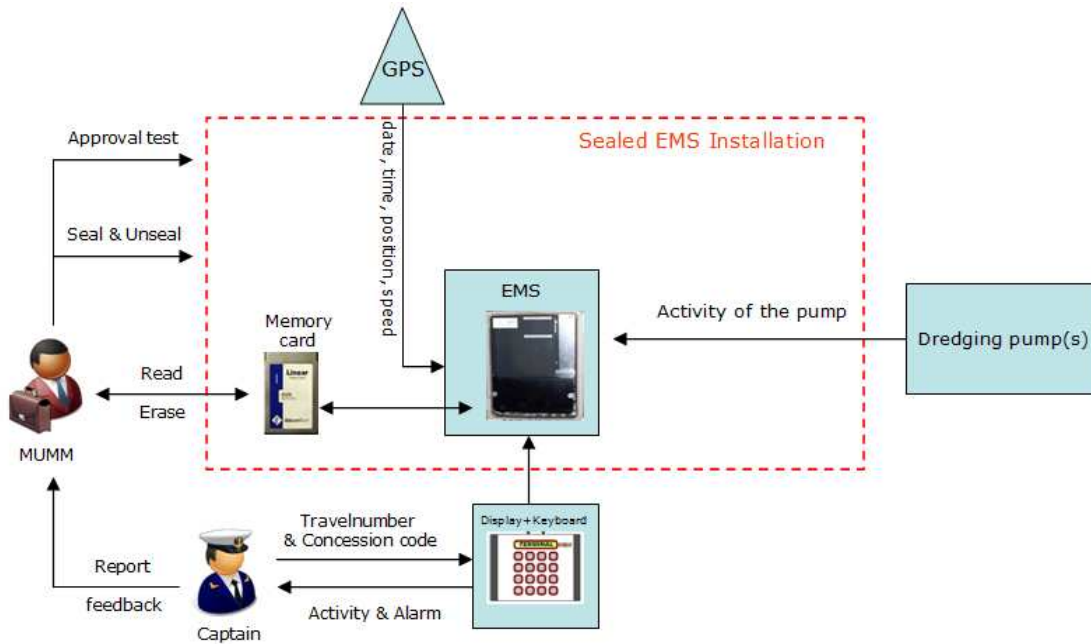 GPS
Approval test
Sealed EMS Installation
date, time, position, speed
Seal & Unseal
EMS
Activity of the pump
Dredging pump(s)
Memory
card
Linear
Read
Erase
MUMM
Display+Keyboard
TERMINAL
Travelnumber
& Concession code
Report
feedback
Activity & Alarm
Captain